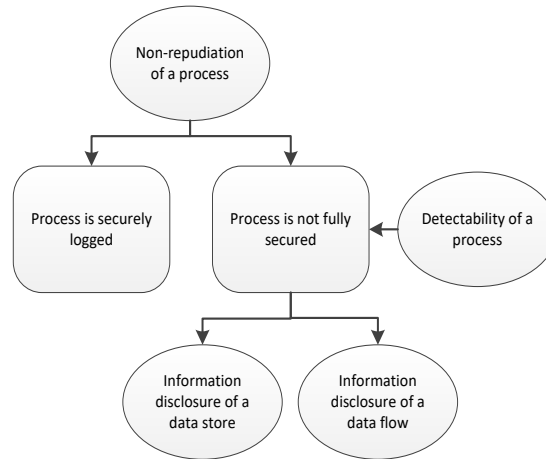 Non-repudiation
of a process
Process is securely
logged
Process is not fully
secured
Detectability of a
process
Information
disclosure of a
data store
Information
disclosure of a
data flow